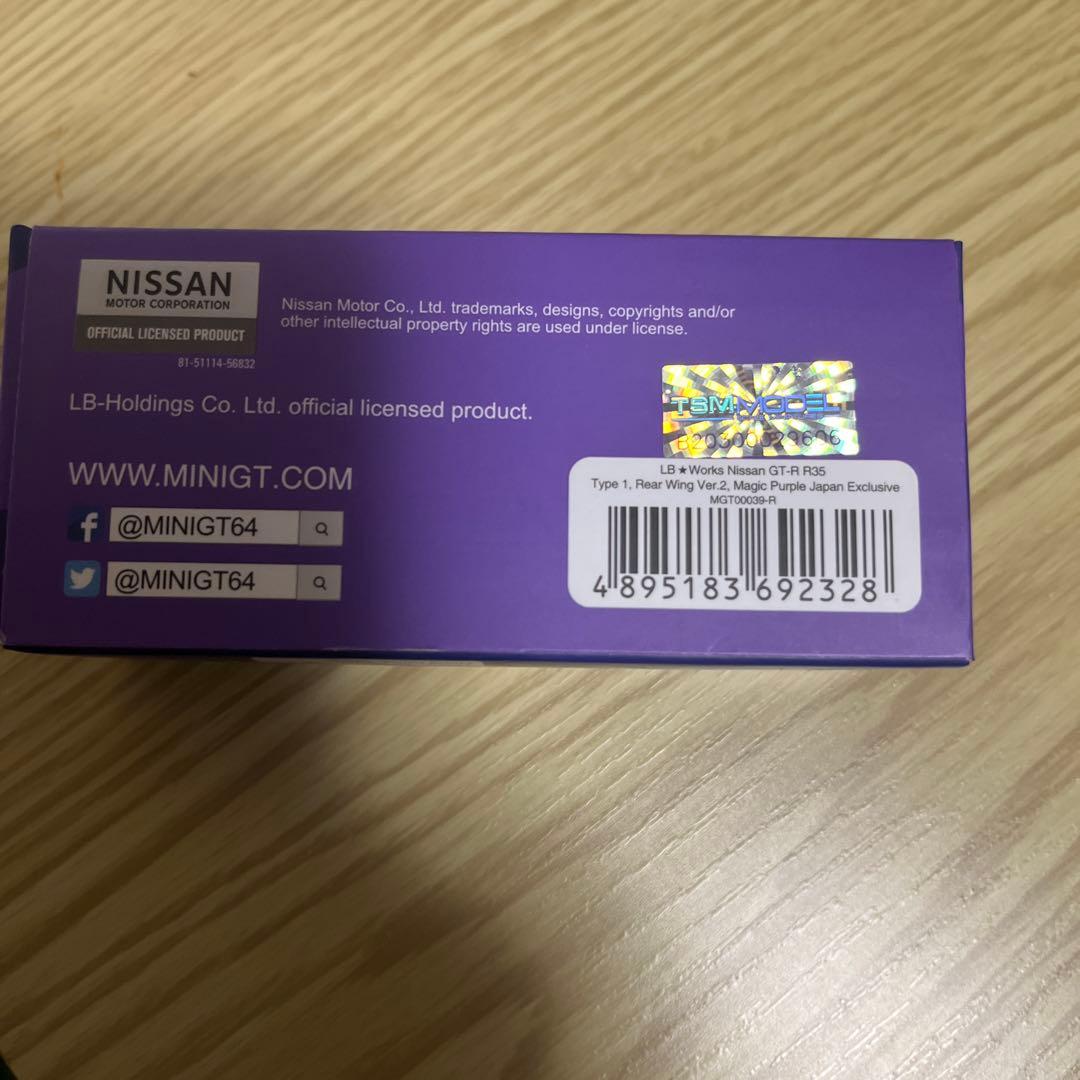 NISSAN
MOTOR CORPORATION
OFFICIAL LICENSED PRODUCT
81-51114-56832
Nissan Motor Co., Ltd. trademarks, designs, copyrights and/or
other intellectual property rights are used under license.
LB-Holdings Co. Ltd. official licensed product.
WWW.MINIGT.COM
@MINIGT64
@MINIGT64
TSM MODEL
B20300029606
LB★Works Nissan GT-R R35
Type 1, Rear Wing Ver.2, Magic Purple Japan Exclusive
MGT00039-R
4 895183 692328